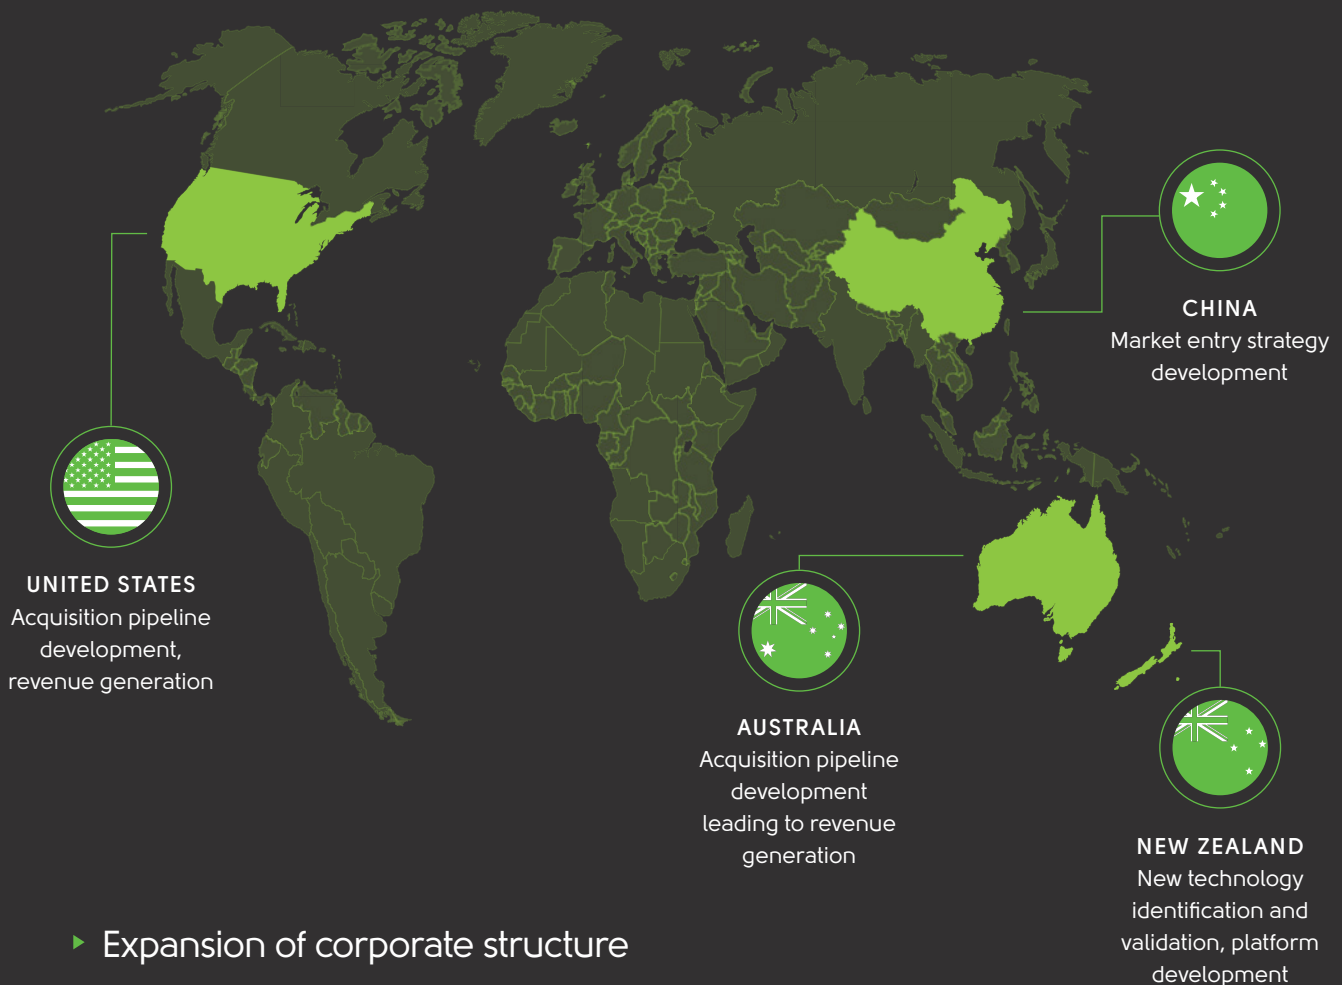 CHINA
Market entry strategy
development
UNITED STATES
Acquisition pipeline
development,
revenue generation
AUSTRALIA
Acquisition pipeline
development
leading to revenue
generation
NEW ZEALAND
New technology
identification and
validation, platform
development
Expansion of corporate structure